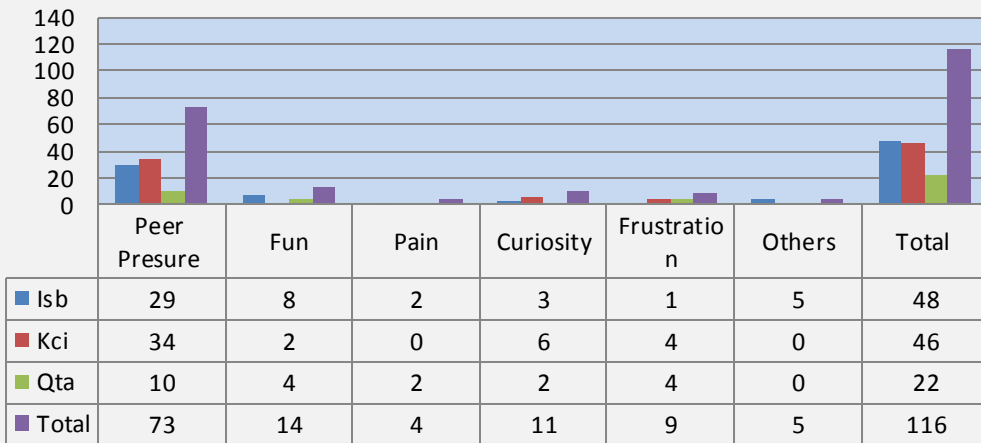 140
120
100
80
60
40
20
0
Peer
Presure
Fun
Pain
Curiosity
Frustratio
n
Others
Total
Isb 29 8 2 3 1 5 48
Kci 34 2 0 6 4 0 46
Qta 10 4 2 2 4 0 22
Total 73 14 4 11 9 5 116